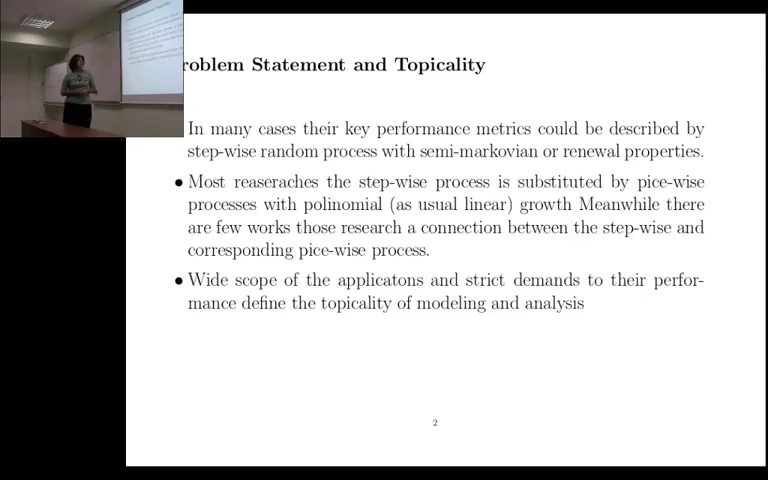 roblem Statement and Topicality
In many cases their key performance metrics could be described by
step-wise random process with semi-markovian or renewal properties.
• Most reaseraches the step-wise process is substituted by pice-wise
processes with polinomial (as usual linear) growth Meanwhile there
are few works those research a connection between the step-wise and
corresponding pice-wise process.
• Wide scope of the applicatons and strict demands to their perfor-
mance define the topicality of modeling and analysis
2